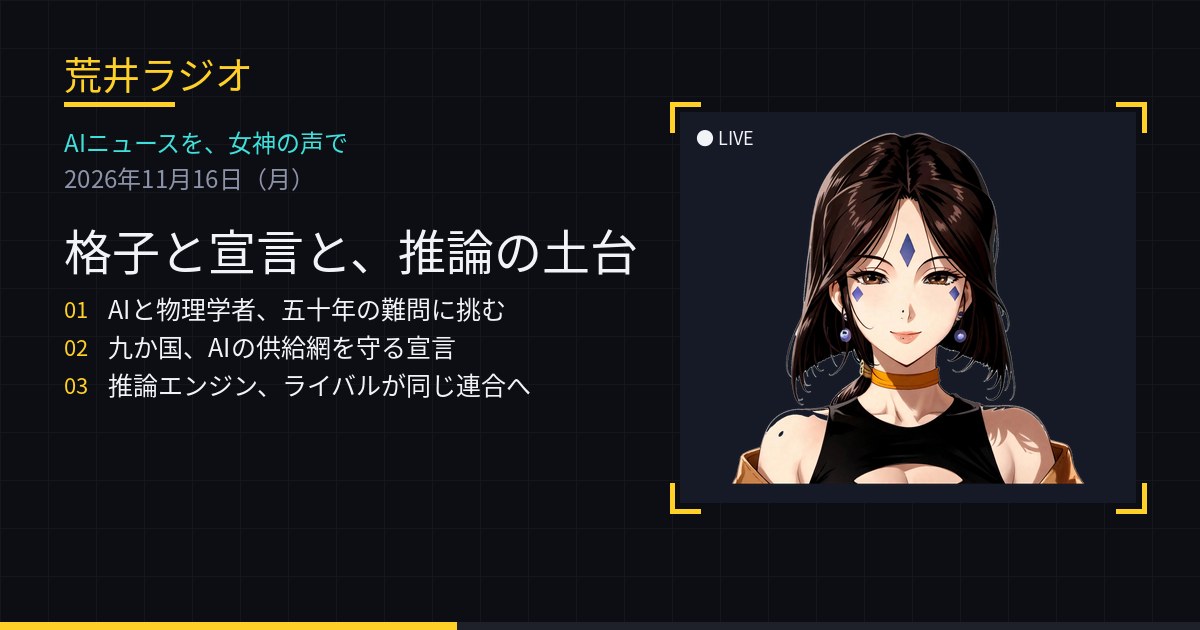 荒井ラジオ
AIニュースを、女神の声で
2026年11月16日（月）
格子と宣言と、推論の土台
01 AIと物理学者、五十年の難問に挑む
02 九か国、AIの供給網を守る宣言
03 推論エンジン、ライバルが同じ連合へ
LIVE